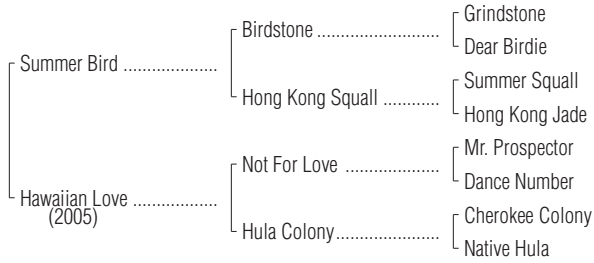 Grindstone
Birdstone ......................
Dear Birdie
Summer Bird .................
Summer Squall
Hong Kong Squall ..........
Hong Kong Jade
Mr. Prospector
Not For Love .................
Dance Number
Hawaiian Love ...............
(2005)
Cherokee Colony
Hula Colony...................
Native Hula